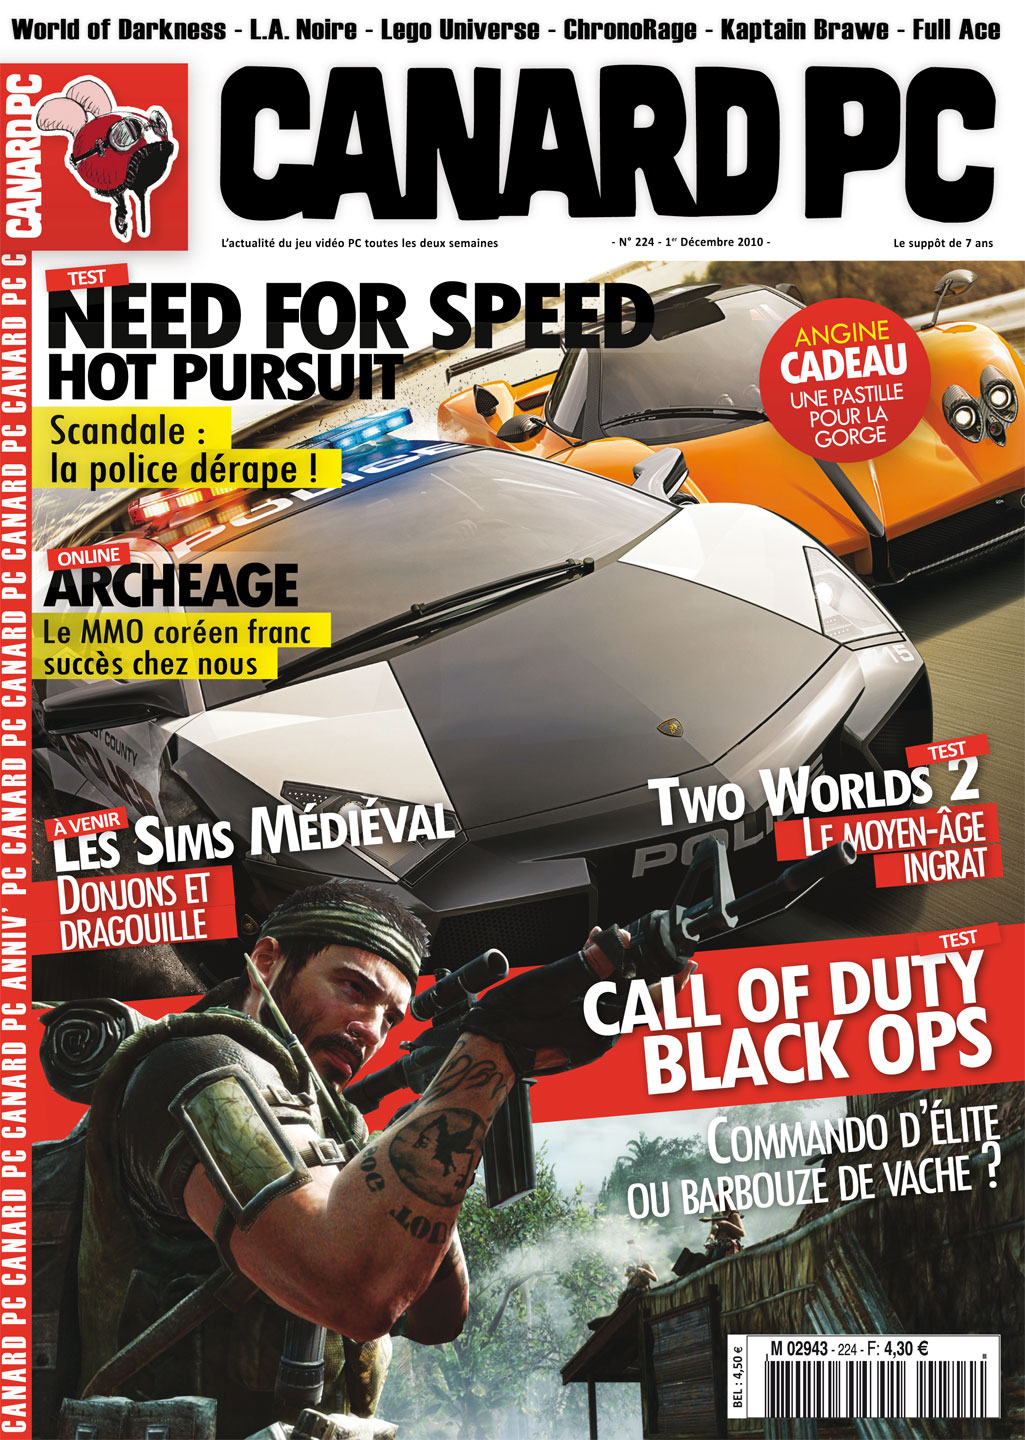 World of Darkness - L.A. Noire - Lego Universe - ChronoRage - Kaptain Brawe - Full Ace
CANARD PC
CANARD PC
L'actualité du jeu vidéo PC toutes les deux semaines
- N° 224 - 1er Décembre 2010 -
Le suppôt de 7 ans
TEST
NEED FOR SPEED
HOT PURSUIT
Scandale :
la police dérape !
ANGINE
CADEAU
UNE PASTILLE
POUR LA
GORGE
POLICE
ONLINE
ARCHEAGE
Le MMO coréen franc
succès chez nous
15
COUNTY
POLICE
TEST
TWO WORLDS 2
LE MOYEN-ÂGE
INGRAT
À VENIR
LES SIMS MÉDIÉVAL
DONJONS ET
DRAGOUILLE
TEST
CALL OF DUTY
BLACK OPS
COMMANDO D'ÉLITE
OU BARBOUZE DE VACHE ?
CANARD PC CANARD PC CANARD PC ANNIV' PC CANARD PC CANARD PC CANARD PC CANARD PC C
BEL : 4,50 €
M 02943 - 224 - F: 4,30 €